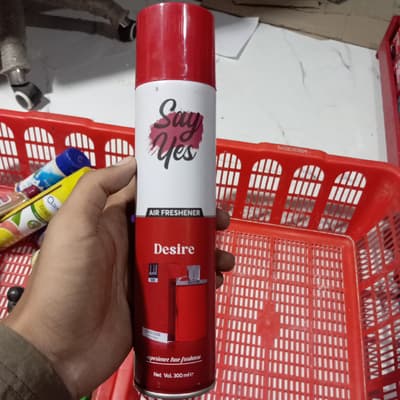 Say
Yes
AIR FRESHENER
Desire
Net Vol. 300 ml e